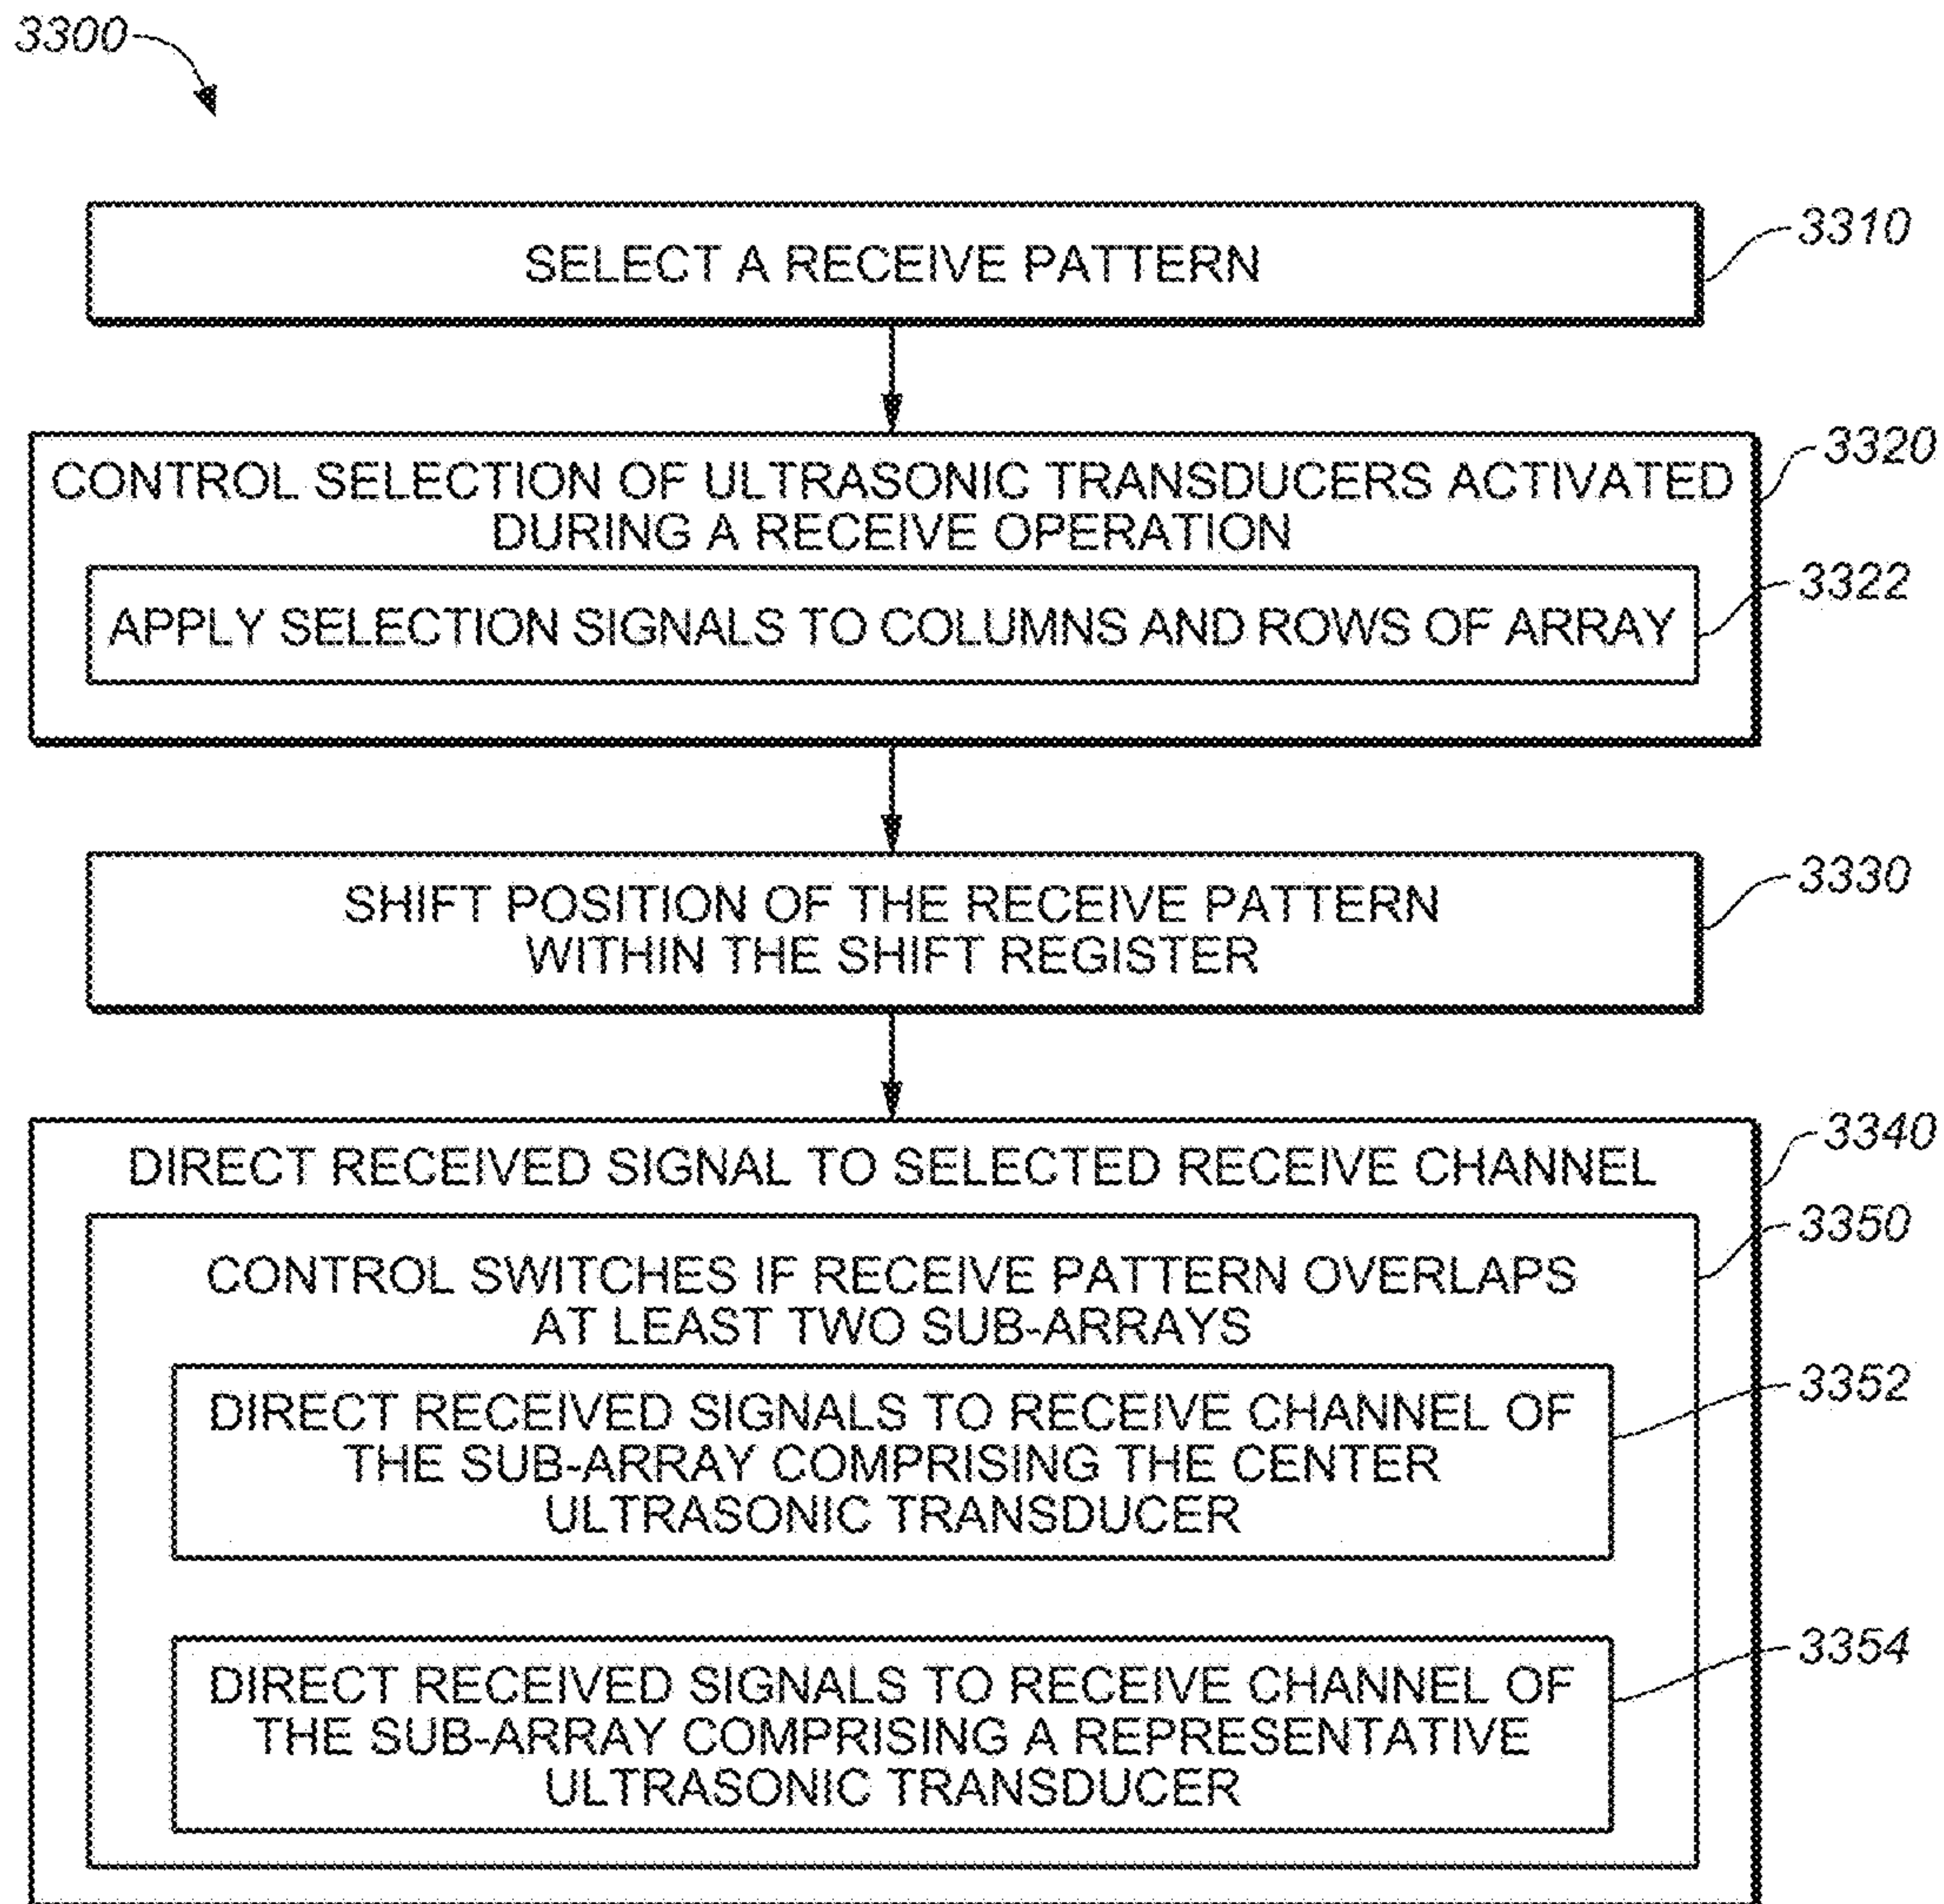 3300
SELECT A RECEIVE PATTERN
3310
CONTROL SELECTION OF ULTRASONIC TRANSDUCERS ACTIVATED
DURING A RECEIVE OPERATION
3320
APPLY SELECTION SIGNALS TO COLUMNS AND ROWS OF ARRAY
3322
SHIFT POSITION OF THE RECEIVE PATTERN
WITHIN THE SHIFT REGISTER
3330
DIRECT RECEIVED SIGNAL TO SELECTED RECEIVE CHANNEL
3340
CONTROL SWITCHES IF RECEIVE PATTERN OVERLAPS
AT LEAST TWO SUB-ARRAYS
3350
DIRECT RECEIVED SIGNALS TO RECEIVE CHANNEL OF
THE SUB-ARRAY COMPRISING THE CENTER
ULTRASONIC TRANSDUCER
3352
DIRECT RECEIVED SIGNALS TO RECEIVE CHANNEL OF
THE SUB-ARRAY COMPRISING A REPRESENTATIVE
ULTRASONIC TRANSDUCER
3354